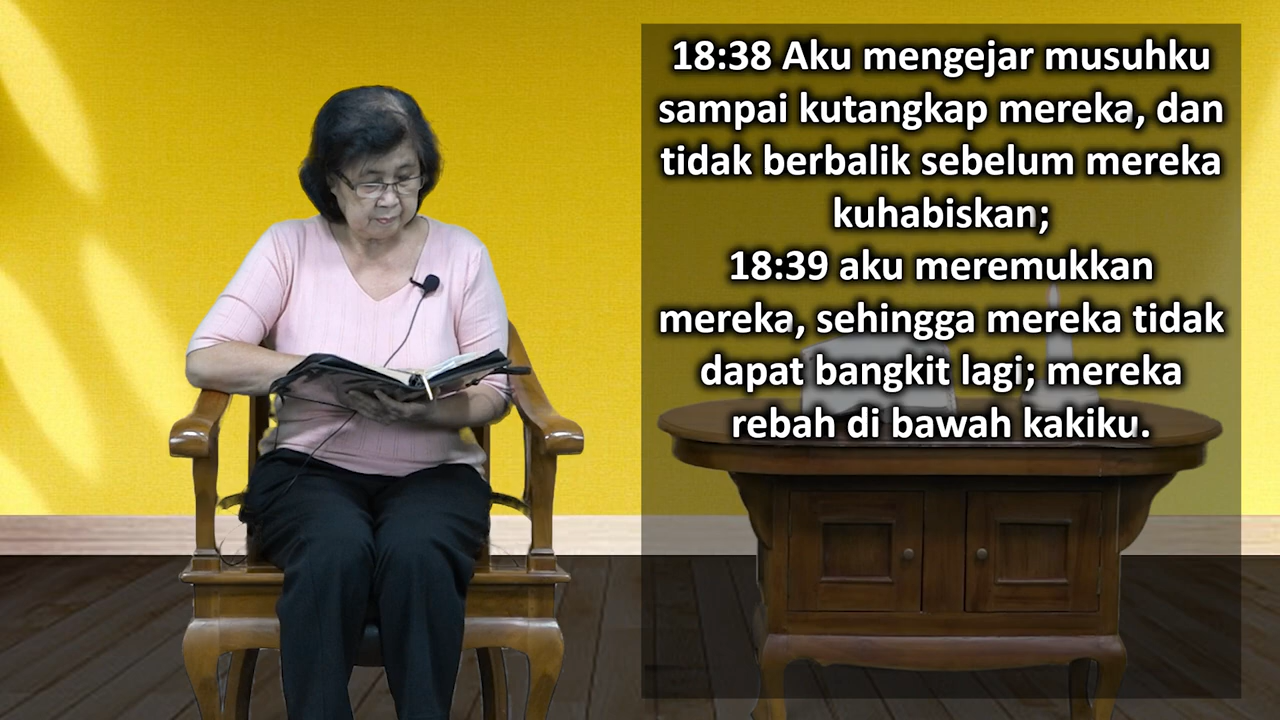 18:38 Aku mengejar musuhku
sampai kutangkap mereka, dan
tidak berbalik sebelum mereka
kuhabiskan;
18:39 aku meremukkan
mereka, sehingga mereka tidak
dapat bangkit lagi; mereka
rebah di bawah kakiku.